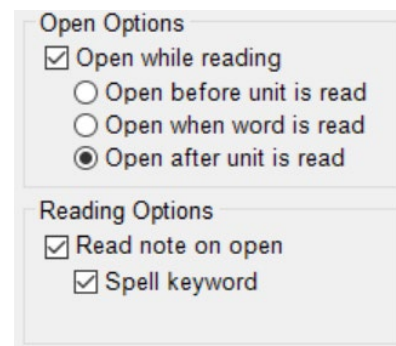 Open Options
Open while reading
Open before unit is read
Open when word is read
Open after unit is read
Reading Options
Read note on open
Spell keyword